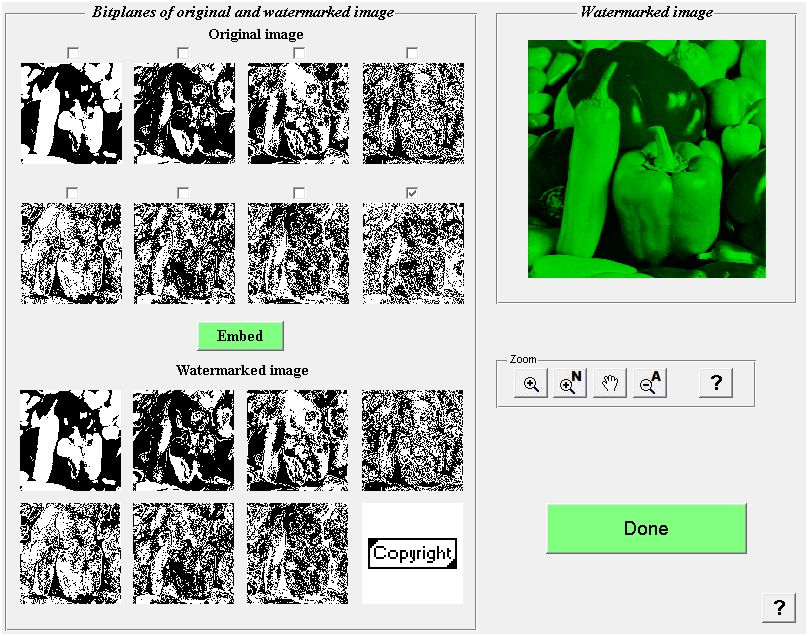 Bitplanes of original and watermarked image
Original image
Embed
Watermarked image
Copyright
Watermarked image
Zoom
N
A
?
Done
?